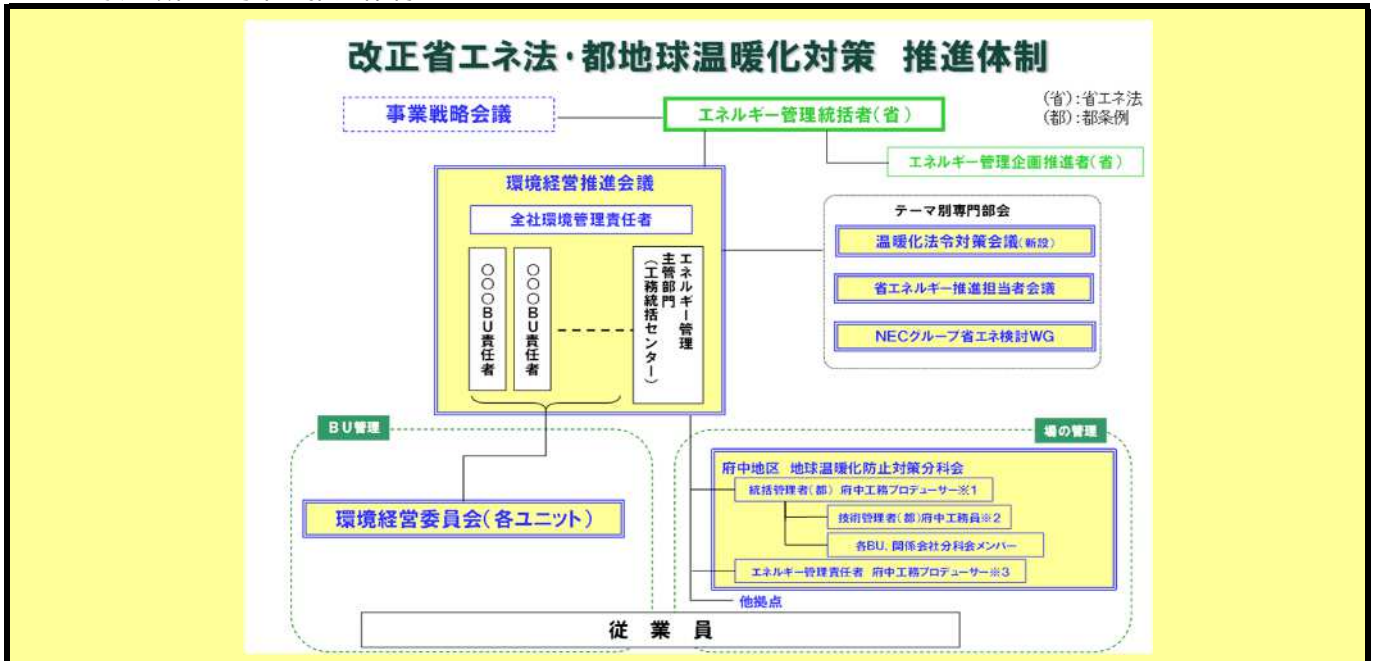 改正省エネ法・都地球温暖化対策 推進体制
(省):省エネ法
(都):都条例
事業戦略会議
エネルギー管理統括者(省)
エネルギー管理企画推進者(省)
環境経営推進会議
全社環境管理責任者
○○○BU責任者
○○○BU責任者
エネルギー管理
主管部門
(工務統括センター)
テーマ別専門部会
温暖化法令対策会議(新設)
省エネルギー推進担当者会議
NECグループ省エネ検討WG
BU管理
環境経営委員会(各ユニット)
場の管理
府中地区 地球温暖化防止対策分科会
統括管理者(都) 府中工務プロデューサー※1
技術管理者(都)府中工務員※2
各BU、関係会社分科会メンバー
エネルギー管理責任者 府中工務プロデューサー※3
他拠点
従 業 員